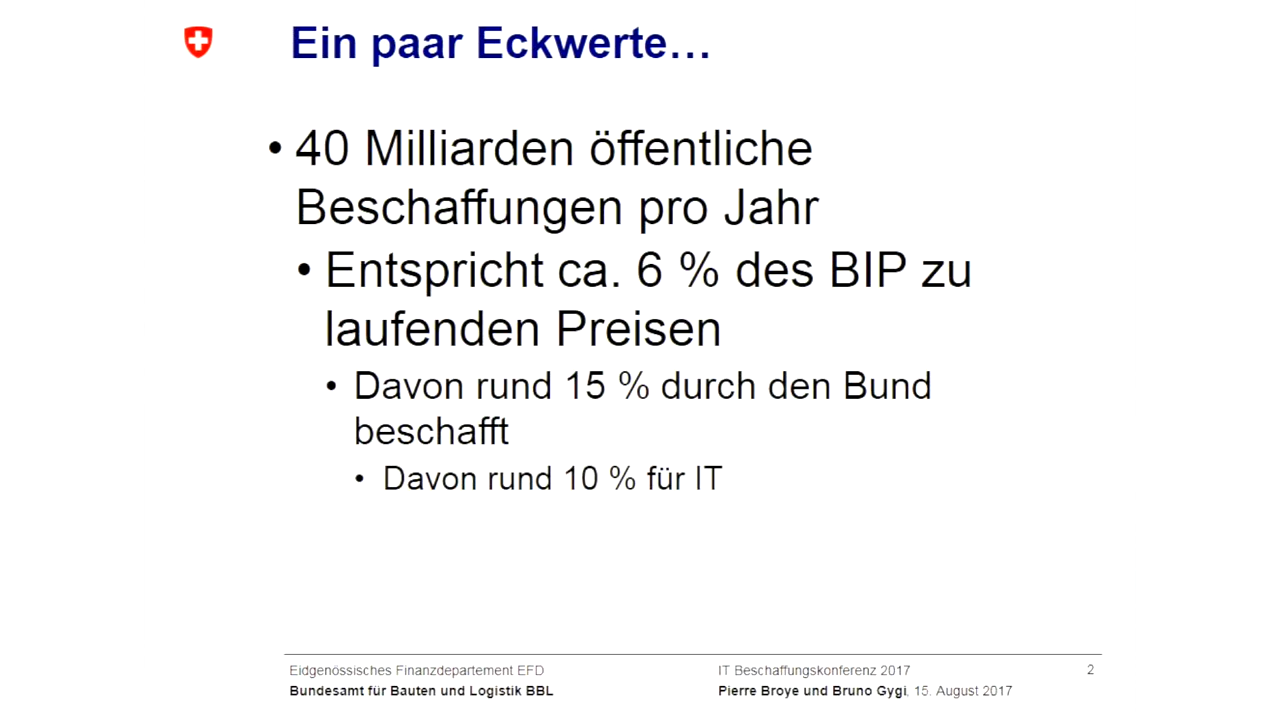 Ein paar Eckwerte…
• 40 Milliarden öffentliche
Beschaffungen pro Jahr
• Entspricht ca. 6 % des BIP zu
laufenden Preisen
• Davon rund 15 % durch den Bund
beschafft
• Davon rund 10 % für IT
Eidgenössisches Finanzdepartement EFD
Bundesamt für Bauten und Logistik BBL
IT Beschaffungskonferenz 2017
Pierre Broye und Bruno Gygi, 15. August 2017
2